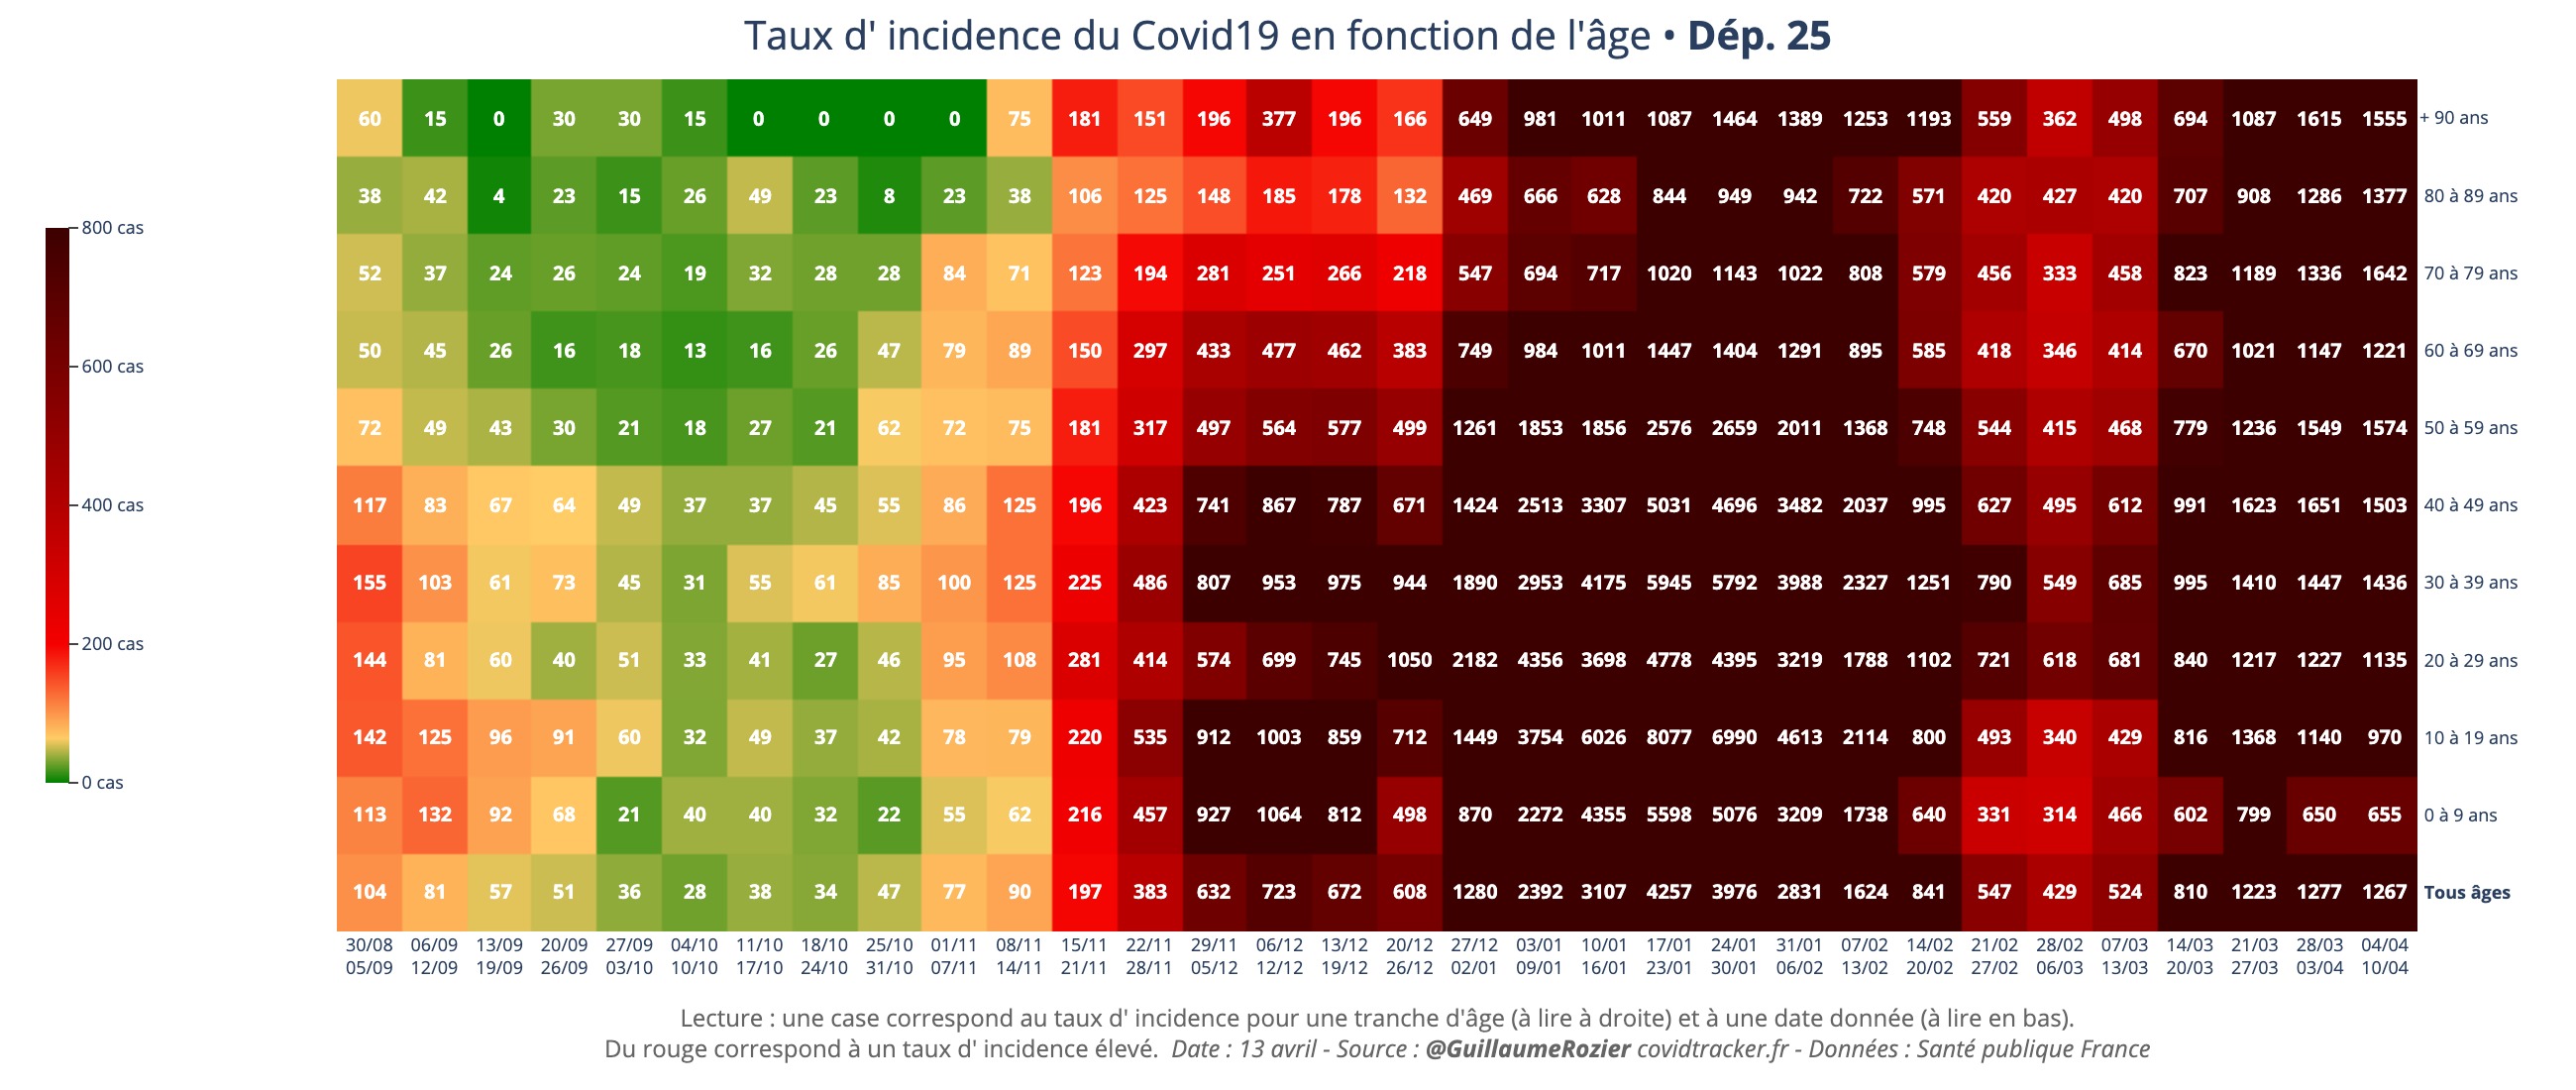 Taux d' incidence du Covid19 en fonction de l'âge • Dép. 25
800 cas
600 cas
400 cas
200 cas
0 cas
60 15 0 30 30 15 0 0 0 0 75 181 151 196 377 196 166 649 981 1011 1087 1464 1389 1253 1193 559 362 498 694 1087 1615 1555 + 90 ans
38 42 4 23 15 26 49 23 8 23 38 106 125 148 185 178 132 469 666 628 844 949 942 722 571 420 427 420 707 908 1286 1377 80 à 89 ans
52 37 24 26 24 19 32 28 28 84 71 123 194 281 251 266 218 547 694 717 1020 1143 1022 808 579 456 333 458 823 1189 1336 1642 70 à 79 ans
50 45 26 16 18 13 16 26 47 79 89 150 297 433 477 462 383 749 984 1011 1447 1404 1291 895 585 418 346 414 670 1021 1147 1221 60 à 69 ans
72 49 43 30 21 18 27 21 62 72 75 181 317 497 564 577 499 1261 1853 1856 2576 2659 2011 1368 748 544 415 468 779 1236 1549 1574 50 à 59 ans
117 83 67 64 49 37 37 45 55 86 125 196 423 741 867 787 671 1424 2513 3307 5031 4696 3482 2037 995 627 495 612 991 1623 1651 1503 40 à 49 ans
155 103 61 73 45 31 55 61 85 100 125 225 486 807 953 975 944 1890 2953 4175 5945 5792 3988 2327 1251 790 549 685 995 1410 1447 1436 30 à 39 ans
144 81 60 40 51 33 41 27 46 95 108 281 414 574 699 745 1050 2182 4356 3698 4778 4395 3219 1788 1102 721 618 681 840 1217 1227 1135 20 à 29 ans
142 125 96 91 60 32 49 37 42 78 79 220 535 912 1003 859 712 1449 3754 6026 8077 6990 4613 2114 800 493 340 429 816 1368 1140 970 10 à 19 ans
113 132 92 68 21 40 40 32 22 55 62 216 457 927 1064 812 498 870 2272 4355 5598 5076 3209 1738 640 331 314 466 602 799 650 655 0 à 9 ans
104 81 57 51 36 28 38 34 47 77 90 197 383 632 723 672 608 1280 2392 3107 4257 3976 2831 1624 841 547 429 524 810 1223 1277 1267 Tous âges
30/08 06/09 13/09 20/09 27/09 04/10 11/10 18/10 25/10 01/11 08/11 15/11 22/11 29/11 06/12 13/12 20/12 27/12 03/01 10/01 17/01 24/01 31/01 07/02 14/02 21/02 28/02 07/03 14/03 21/03 28/03 04/04
05/09 12/09 19/09 26/09 03/10 10/10 17/10 24/10 31/10 07/11 14/11 21/11 28/11 05/12 12/12 19/12 26/12 02/01 09/01 16/01 23/01 30/01 06/02 13/02 20/02 27/02 06/03 13/03 20/03 27/03 03/04 10/04
Lecture : une case correspond au taux d' incidence pour une tranche d'âge (à lire à droite) et à une date donnée (à lire en bas).
Du rouge correspond à un taux d' incidence élevé. Date : 13 avril - Source : @GuillaumeRozier covidtracker.fr - Données : Santé publique France